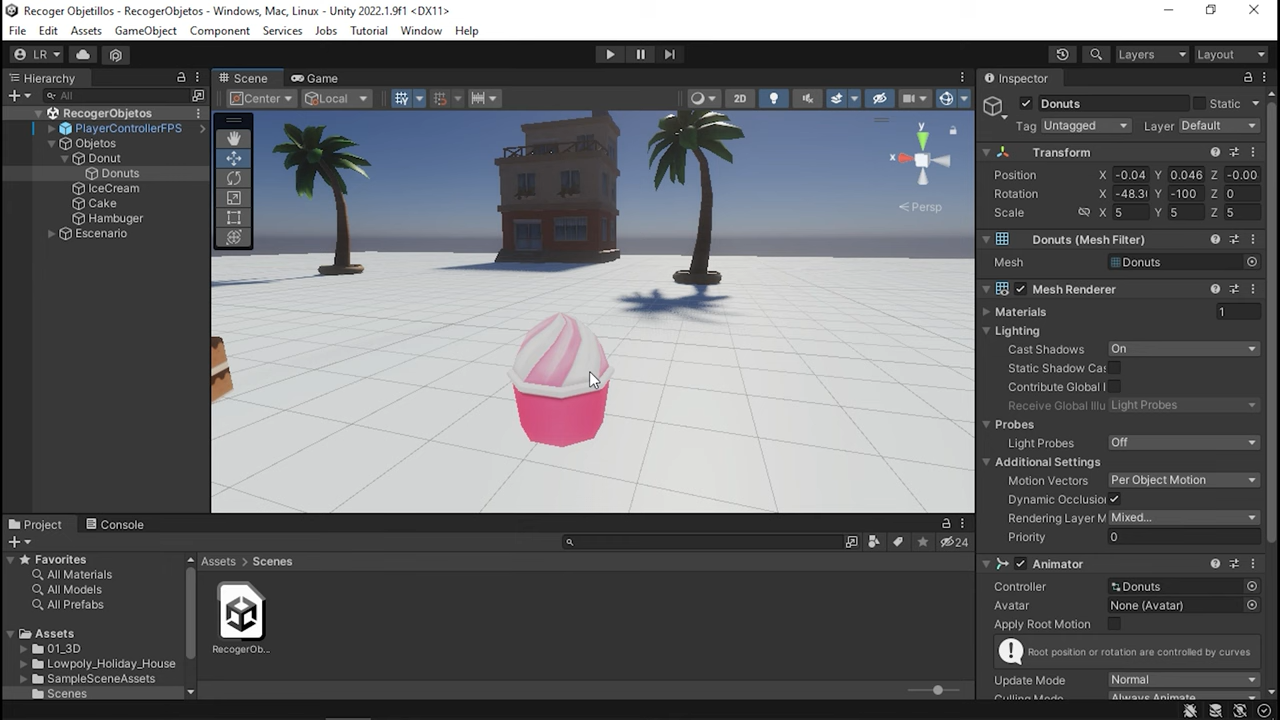 Recoger Objetillos - RecogerObjetos - Windows, Mac, Linux - Unity 2022.1.9f1 <DX11>
File Edit Assets GameObject Component Services Jobs Tutorial Window Help
LR Layers Layout
Hierarchy
All
RecogerObjetos
PlayerControllerFPS
Objetos
Donut
Donuts
IceCream
Cake
Hambuger
Escenario
Scene Game
Center Local 2D
y
x
Persp
Inspector
Donuts Static
Tag Untagged Layer Default
Transform
Position X -0.04 Y 0.046 Z -0.00
Rotation X -48.3 Y -100 Z 0
Scale X 5 Y 5 Z 5
Donuts (Mesh Filter)
Mesh Donuts
Mesh Renderer
Materials 1
Lighting
Cast Shadows On
Static Shadow Cas
Contribute Global I
Receive Global Illu Light Probes
Probes
Light Probes Off
Additional Settings
Motion Vectors Per Object Motion
Dynamic Occlusio
Rendering Layer M Mixed...
Priority 0
Animator
Controller Donuts
Avatar None (Avatar)
Apply Root Motion
Root position or rotation are controlled by curves
Update Mode Normal
Culling Mode Always Animate
Project Console
24
Favorites
All Materials
All Models
All Prefabs
Assets
01_3D
Lowpoly_Holiday_House
SampleSceneAssets
Scenes
Assets > Scenes
RecogerOb...